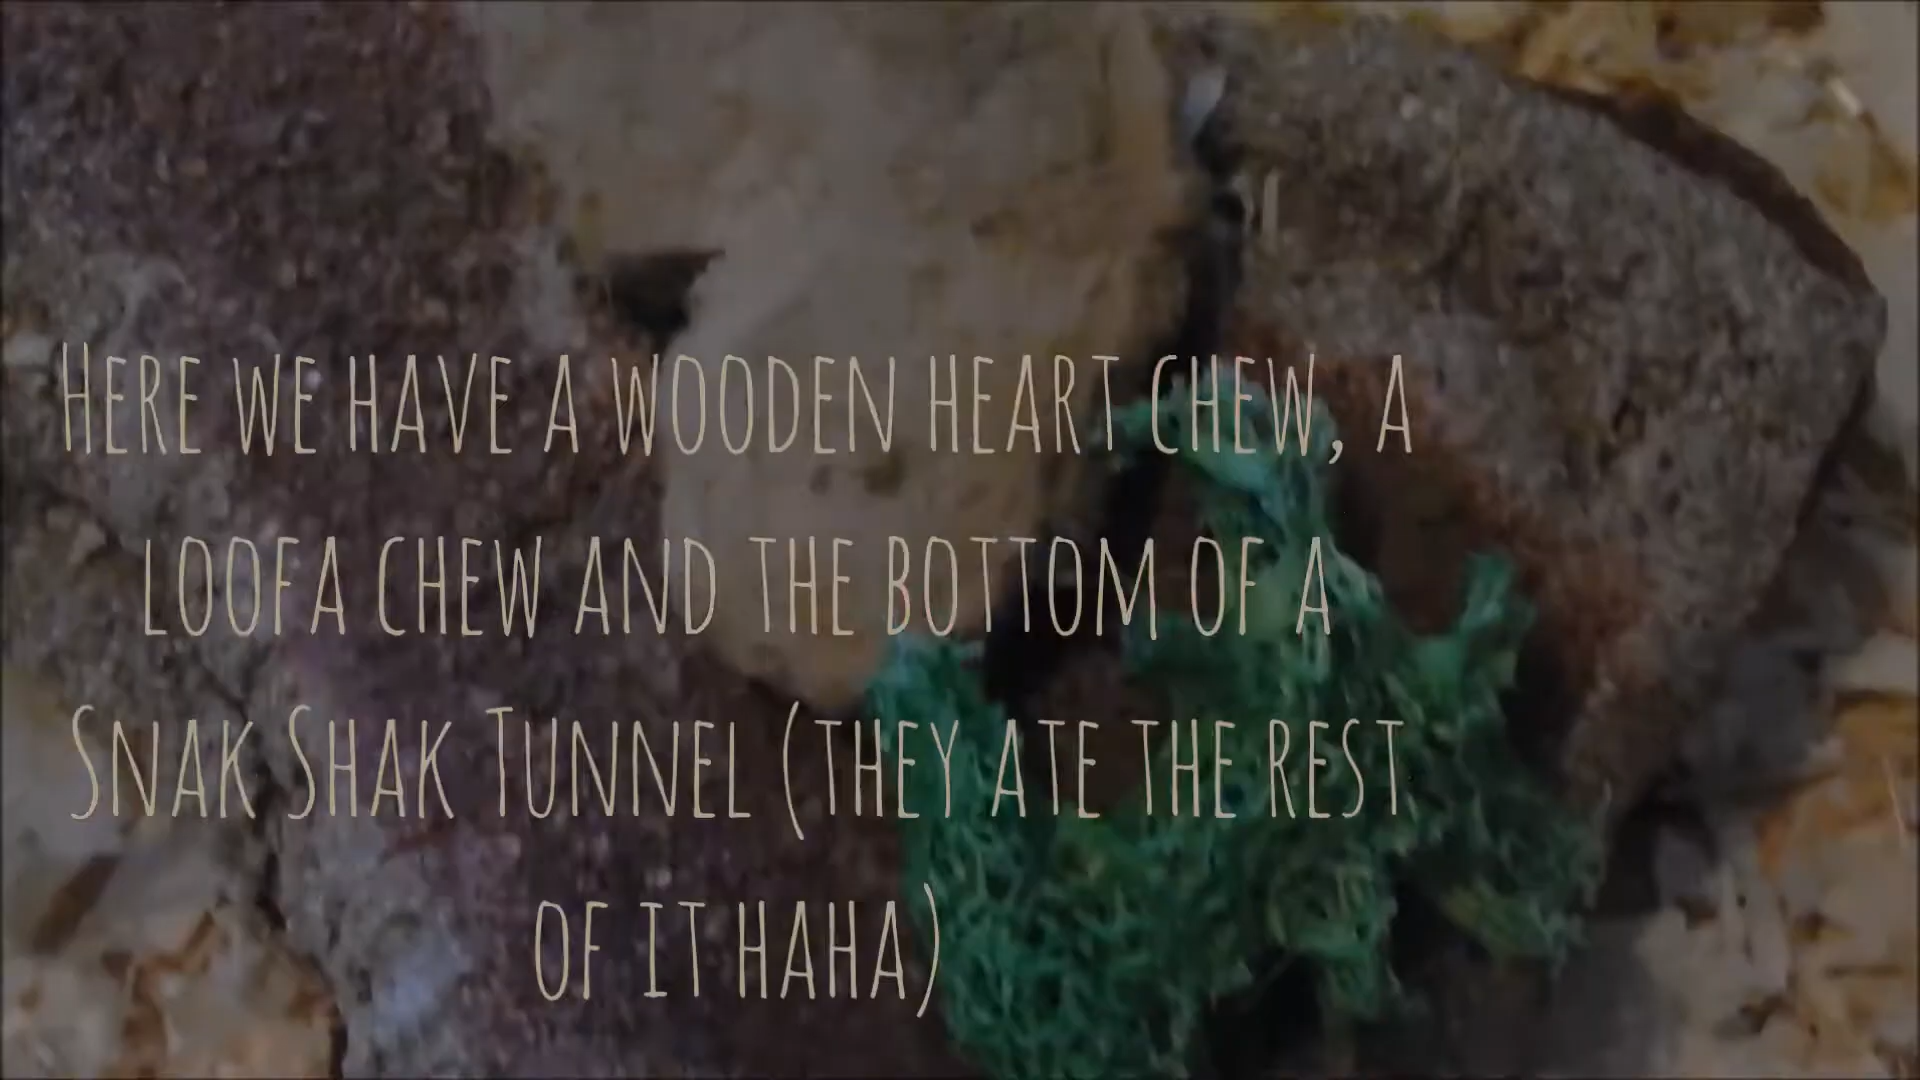 Here we have a wooden heart chew, a
loofa chew and the bottom of a
Snak Shak Tunnel (they ate the rest
of it haha)